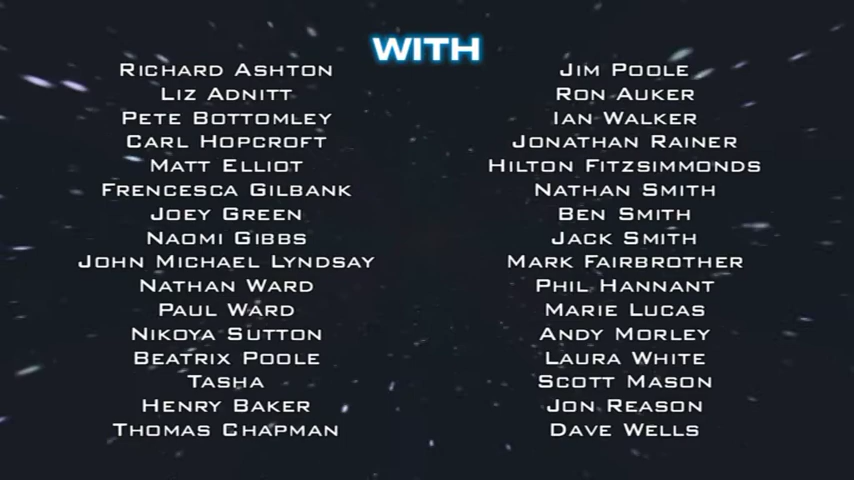 WITH
RICHARD ASHTON
LIZ ADNITT
PETE BOTTOMLEY
CARL HOPCROFT
MATT ELLIOT
FRENCESCA GILBANK
JOEY GREEN
NAOMI GIBBS
JOHN MICHAEL LYNDSAY
NATHAN WARD
PAUL WARD
NIKOYA SUTTON
BEATRIX POOLE
TASHA
HENRY BAKER
THOMAS CHAPMAN
JIM POOLE
RON AUKER
IAN WALKER
JONATHAN RAINER
HILTON FITZSIMMONDS
NATHAN SMITH
BEN SMITH
JACK SMITH
MARK FAIRBROTHER
PHIL HANNANT
MARIE LUCAS
ANDY MORLEY
LAURA WHITE
SCOTT MASON
JON REASON
DAVE WELLS